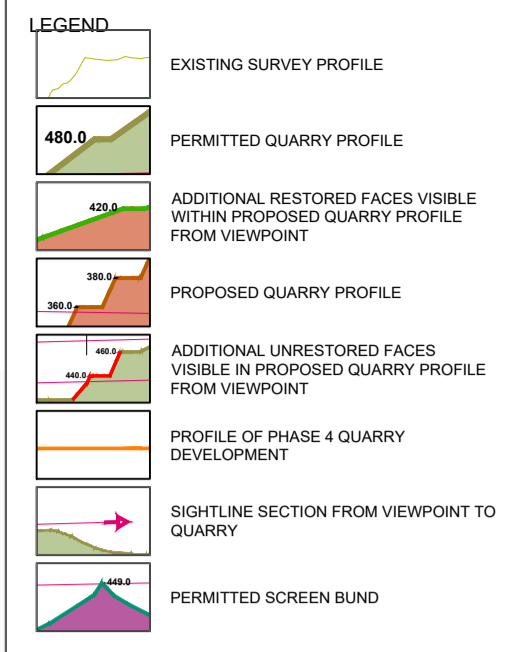 LEGEND
EXISTING SURVEY PROFILE
480.0
PERMITTED QUARRY PROFILE
420.0
ADDITIONAL RESTORED FACES VISIBLE
WITHIN PROPOSED QUARRY PROFILE
FROM VIEWPOINT
380.0
360.0
PROPOSED QUARRY PROFILE
460.0
440.0
ADDITIONAL UNRESTORED FACES
VISIBLE IN PROPOSED QUARRY PROFILE
FROM VIEWPOINT
PROFILE OF PHASE 4 QUARRY
DEVELOPMENT
SIGHTLINE SECTION FROM VIEWPOINT TO
QUARRY
449.0
PERMITTED SCREEN BUND